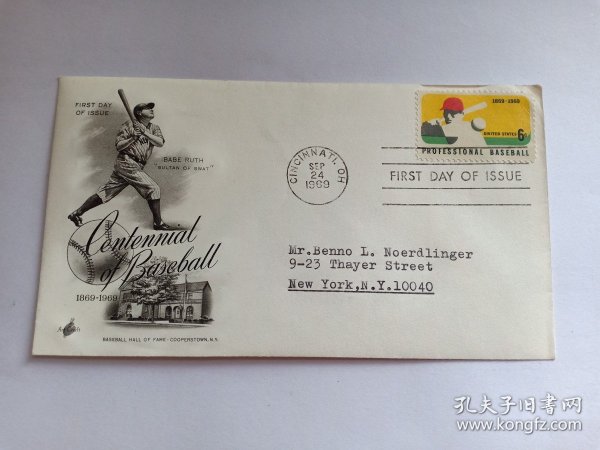 FIRST DAY
OF ISSUE
BABE RUTH
"SULTAN OF SWAT"
Centennial
of Baseball
1869-1969
ArtCraft
BASEBALL HALL OF FAME - COOPERSTOWN, N.Y.
CINCINNATI, OH
SEP
24
1969
1869-1969
UNITED STATES 6c
PROFESSIONAL BASEBALL
FIRST DAY OF ISSUE
Mr.Benno L. Noerdlinger
9-23 Thayer Street
New York,N.Y.10040
孔夫子旧书网
www.kongfz.com